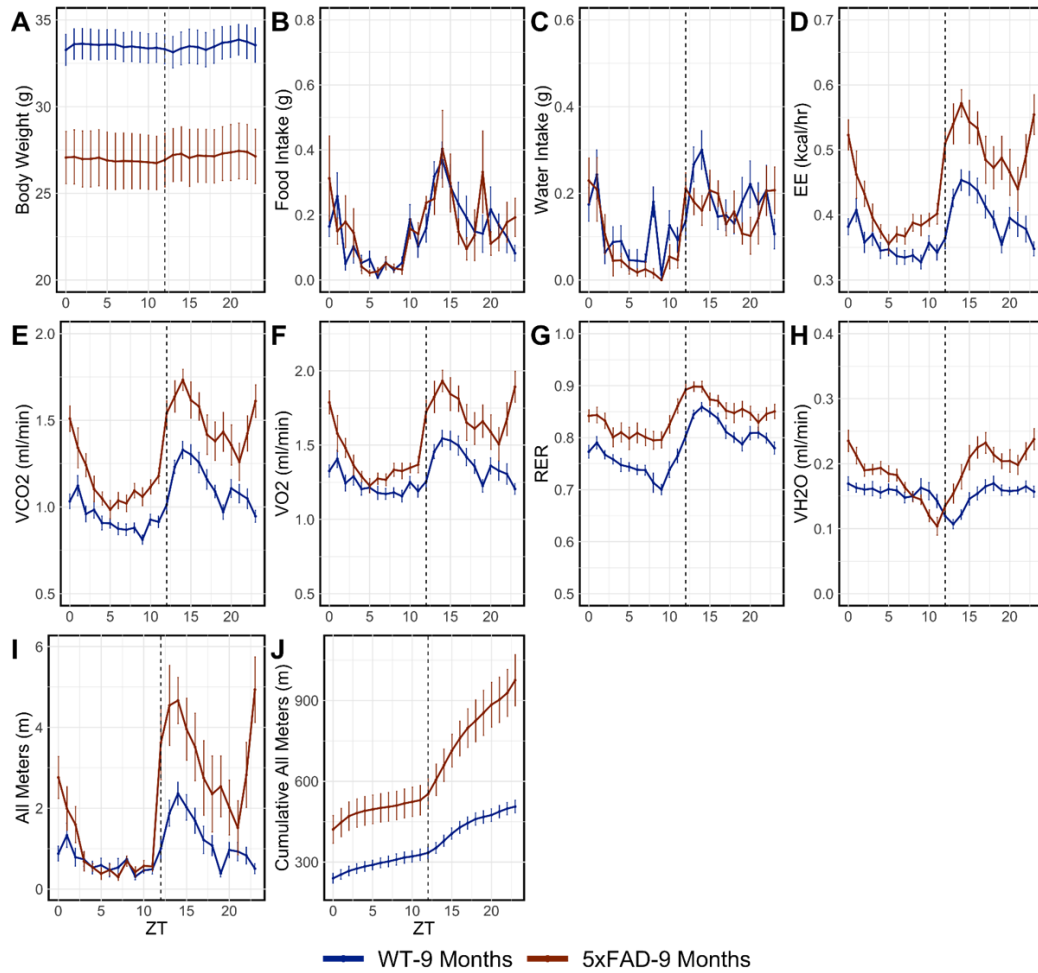 A
Body Weight (g)
35
30
25
20
0 5 10 15 20
B
Food Intake (g)
0.8
0.6
0.4
0.2
0.0
0 5 10 15 20
C
Water Intake (g)
0.6
0.4
0.2
0.0
0 5 10 15 20
D
EE (kcal/hr)
0.7
0.6
0.5
0.4
0.3
0 5 10 15 20
E
VCO2 (ml/min)
2.0
1.5
1.0
0.5
0 5 10 15 20
F
VO2 (ml/min)
2.0
1.5
1.0
0.5
0 5 10 15 20
G
RER
1.0
0.9
0.8
0.7
0.6
0.5
0 5 10 15 20
H
VH2O (ml/min)
0.4
0.3
0.2
0.1
0.0
0 5 10 15 20
I
All Meters (m)
6
4
2
0
0 5 10 15 20
ZT
J
Cumulative All Meters (m)
900
600
300
0 5 10 15 20
ZT
WT-9 Months 5xFAD-9 Months